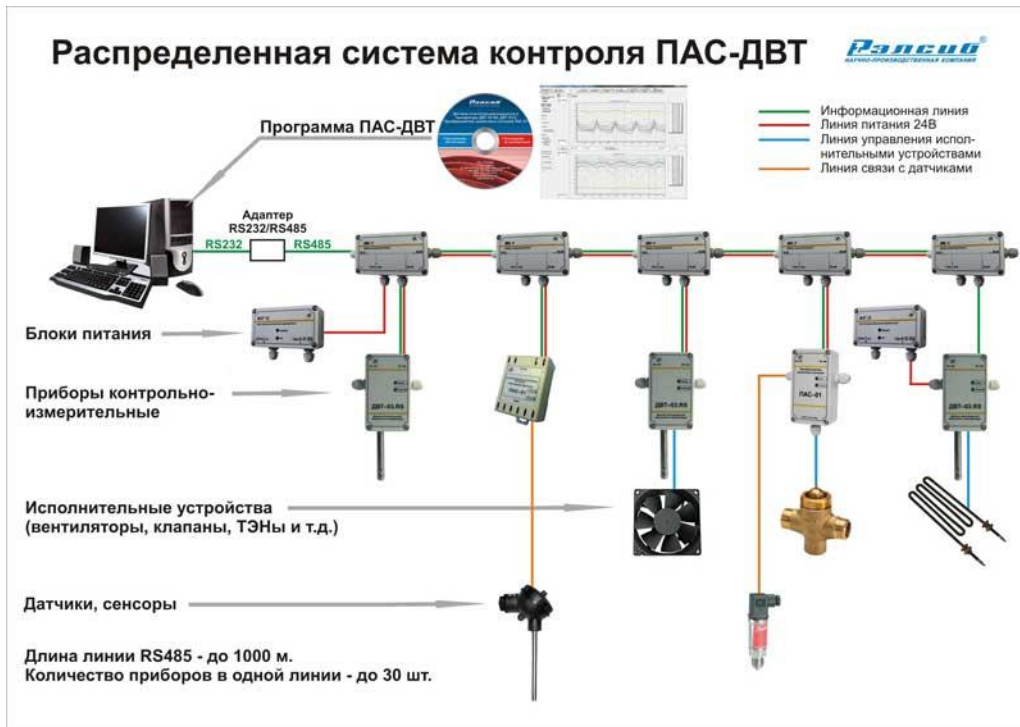 Распределенная система контроля ПАС-ДВТ
Рэлсиб®
НАУЧНО-ПРОИЗВОДСТВЕННАЯ КОМПАНИЯ
Информационная линия
Линия питания 24В
Линия управления испол-
нительными устройствами
Линия связи с датчиками
Программа ПАС-ДВТ
Адаптер
RS232/RS485
RS232
RS485
Блоки питания
Приборы контрольно-
измерительные
ДВТ-03.RS
ПАС-01
ДВТ-03.RS
ПАС-01
ДВТ-03.RS
Исполнительные устройства
(вентиляторы, клапаны, ТЭНы и т.д.)
Датчики, сенсоры
Длина линии RS485 - до 1000 м.
Количество приборов в одной линии - до 30 шт.